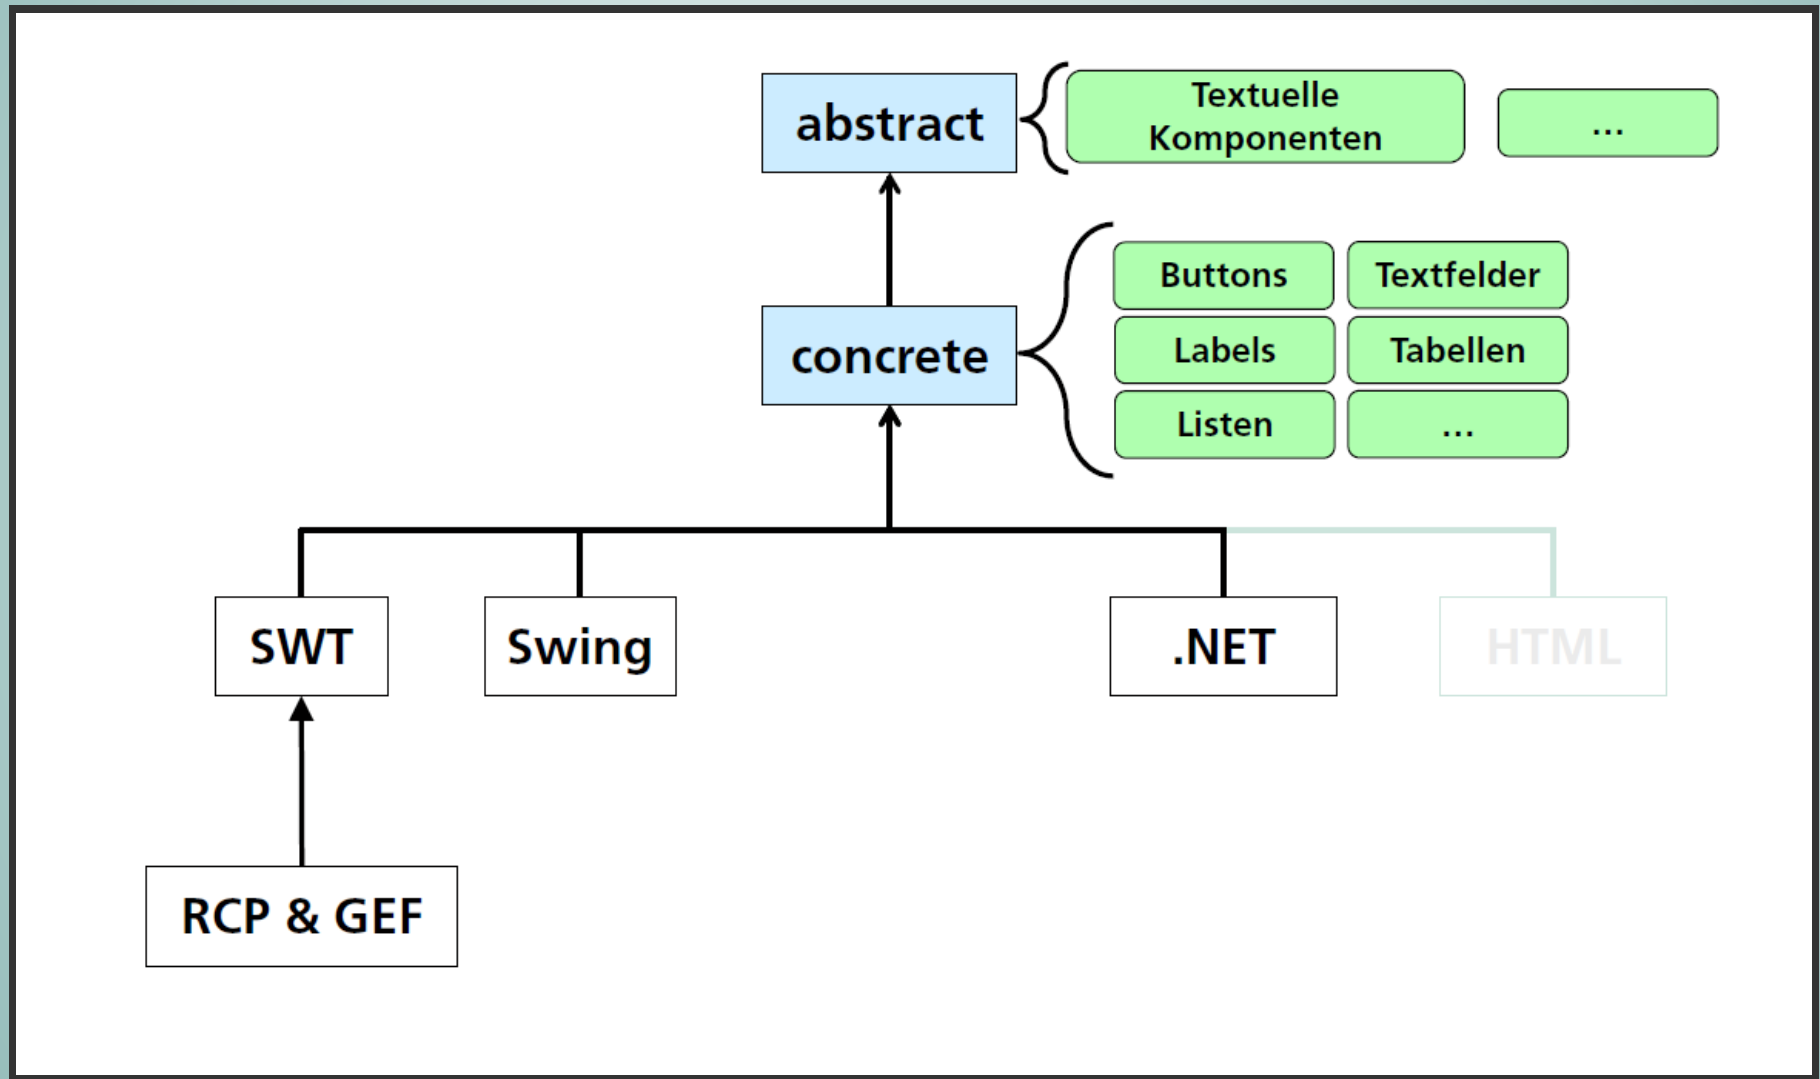 abstract
Textuelle
Komponenten
...
concrete
Buttons
Textfelder
Labels
Tabellen
Listen
...
SWT
Swing
.NET
HTML
RCP & GEF